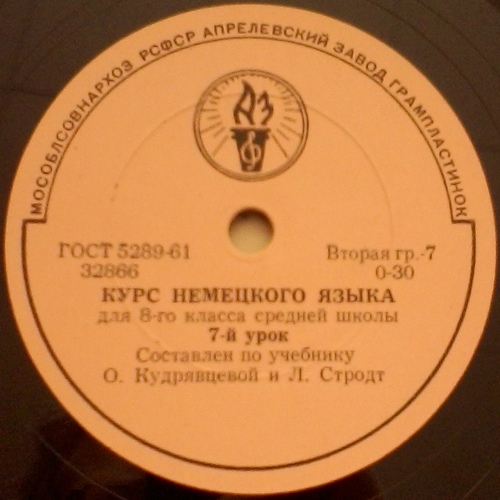 МОСОБЛСОВНАРХОЗ РСФСР АПРЕЛЕВСКИЙ ЗАВОД ГРАМПЛАСТИНОК
АЗ
ГОСТ 5289-61 Вторая гр.-7
32866 0-30
КУРС НЕМЕЦКОГО ЯЗЫКА
для 8-го класса средней школы
7-й урок
Составлен по учебнику
О. Кудрявцевой и Л. Стродт